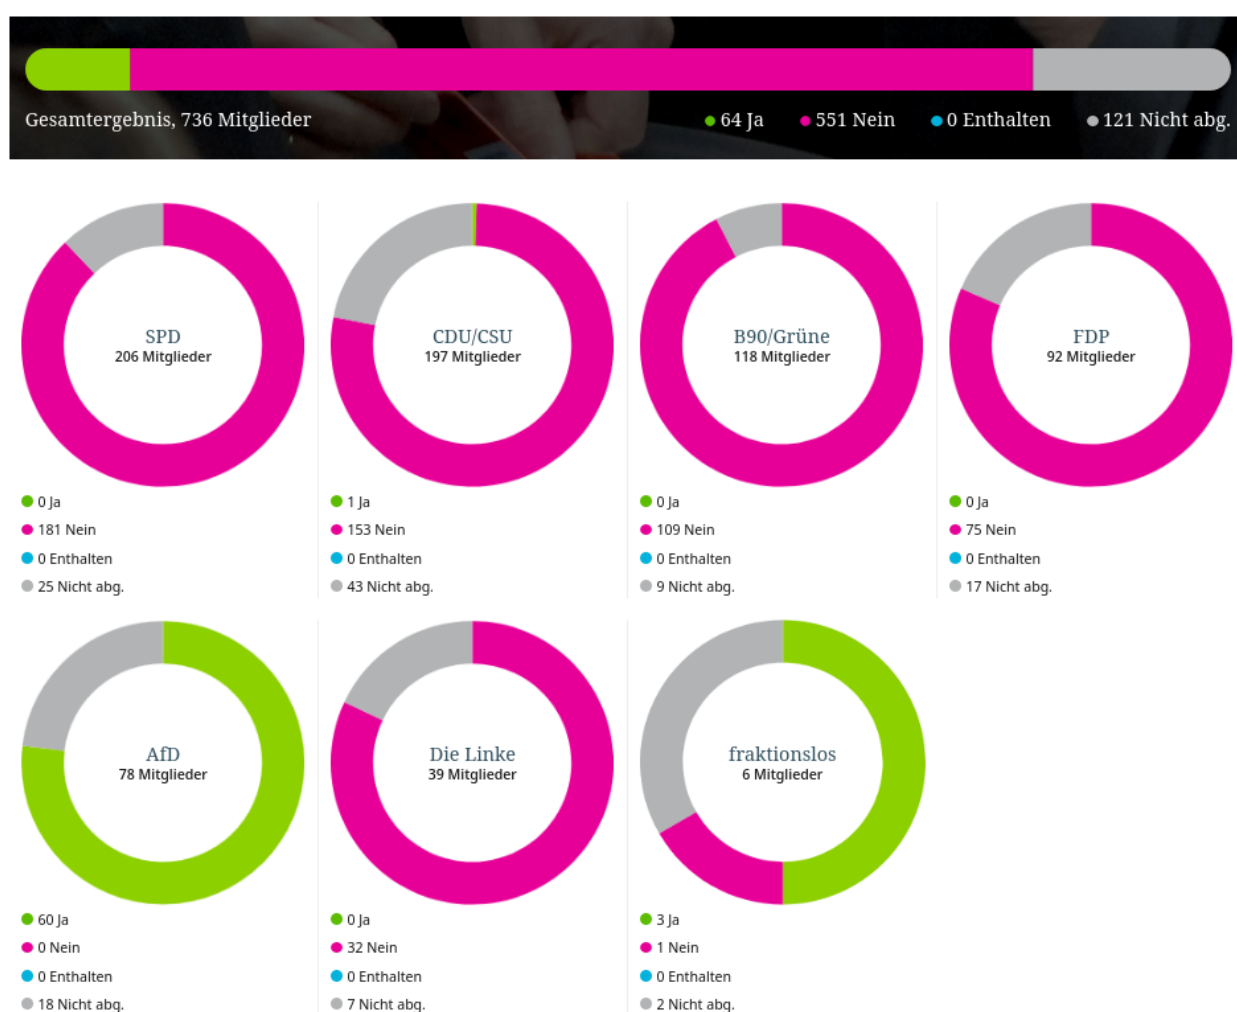 Gesamtergebnis, 736 Mitglieder
64 Ja
551 Nein
0 Enthalten
121 Nicht abg.
SPD
206 Mitglieder
0 Ja
181 Nein
0 Enthalten
25 Nicht abg.
CDU/CSU
197 Mitglieder
1 Ja
153 Nein
0 Enthalten
43 Nicht abg.
B90/Grüne
118 Mitglieder
0 Ja
109 Nein
0 Enthalten
9 Nicht abg.
FDP
92 Mitglieder
0 Ja
75 Nein
0 Enthalten
17 Nicht abg.
AfD
78 Mitglieder
60 Ja
0 Nein
0 Enthalten
18 Nicht abg.
Die Linke
39 Mitglieder
0 Ja
32 Nein
0 Enthalten
7 Nicht abg.
fraktionslos
6 Mitglieder
3 Ja
1 Nein
0 Enthalten
2 Nicht abg.